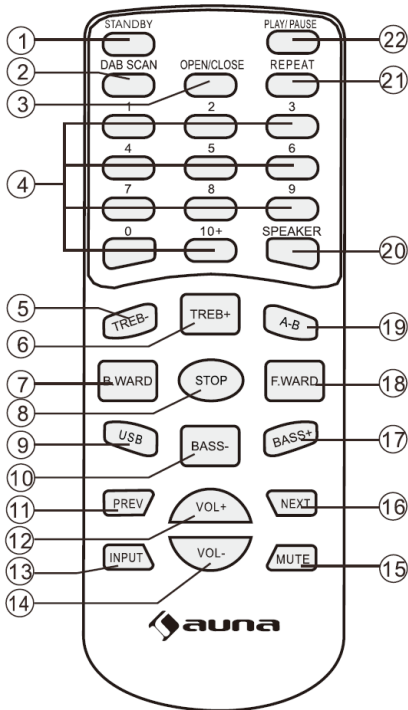 STANDBY PLAY/PAUSE
1 22
DAB SCAN OPEN/CLOSE REPEAT
2 3 21
1 2 3
4 5 6
4
7 8 9
0 10+ SPEAKER
20
5 TREB- TREB+ A-B
6 19
7 B.WARD STOP F.WARD 18
8
9 USB BASS- BASS+ 17
10
11 PREV VOL+ NEXT 16
12
13 INPUT VOL- MUTE 15
14
auna